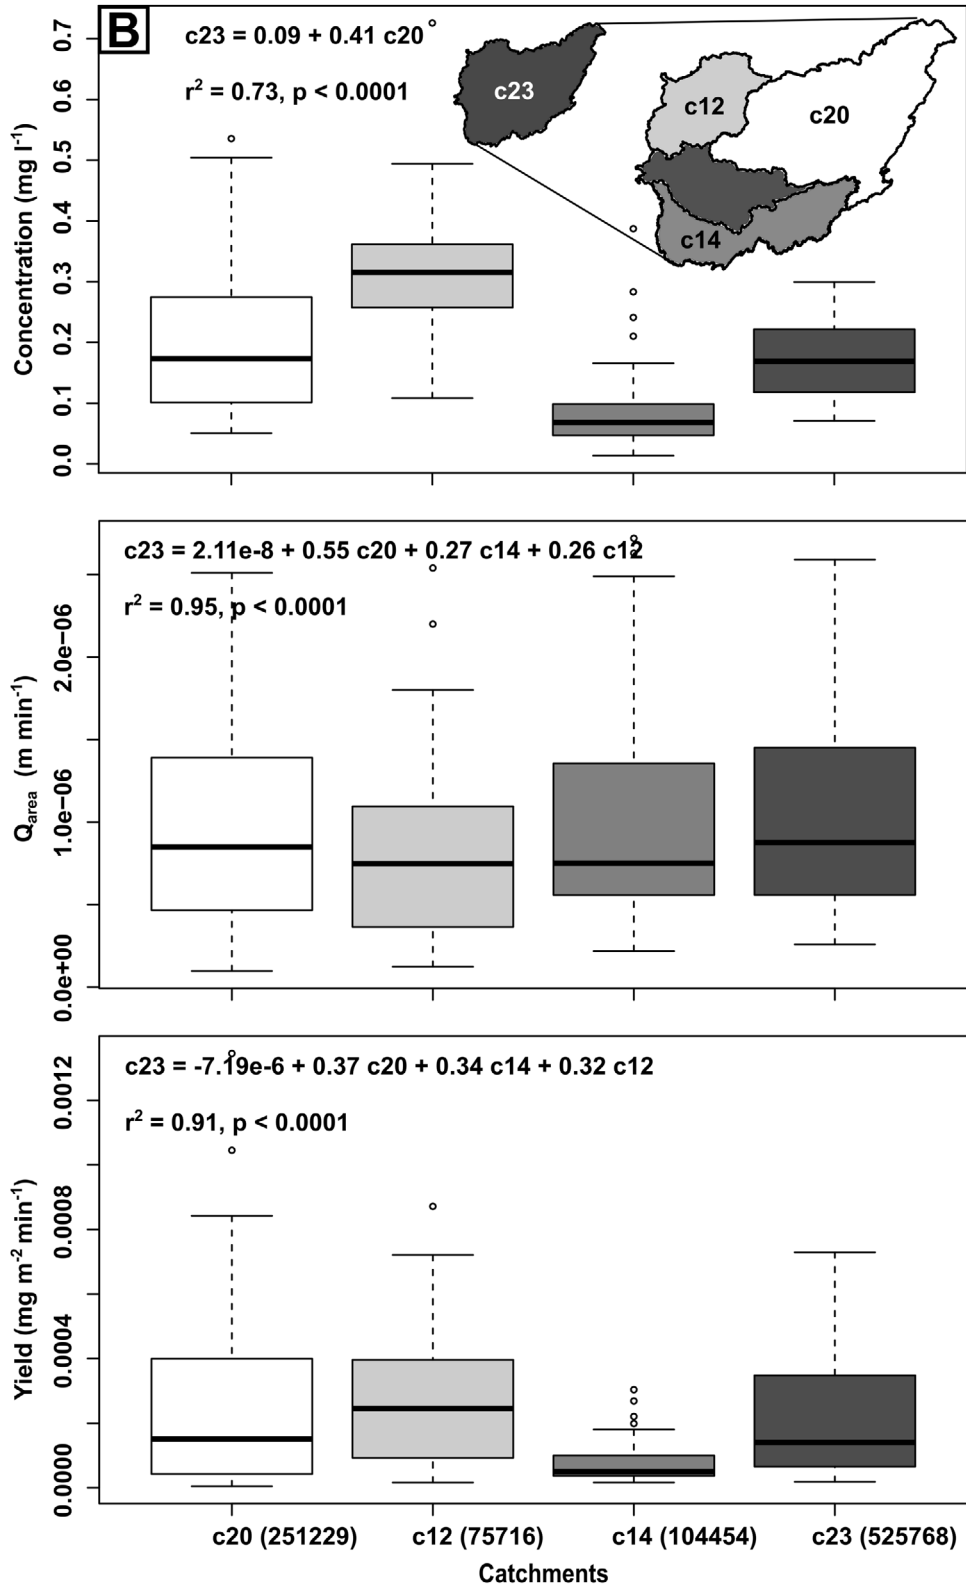 B
c23 = 0.09 + 0.41 c20
r² = 0.73, p < 0.0001
c23
c12
c20
c14
Concentration (mg l⁻¹)
0.7
0.6
0.5
0.4
0.3
0.2
0.1
0.0
c23 = 2.11e-8 + 0.55 c20 + 0.27 c14 + 0.26 c12
r² = 0.95, p < 0.0001
Qarea (m min⁻¹)
2.0e−06
1.0e−06
0.0e+00
c23 = -7.19e-6 + 0.37 c20 + 0.34 c14 + 0.32 c12
r² = 0.91, p < 0.0001
Yield (mg m⁻² min⁻¹)
0.0012
0.0008
0.0004
0.0000
c20 (251229) c12 (75716) c14 (104454) c23 (525768)
Catchments